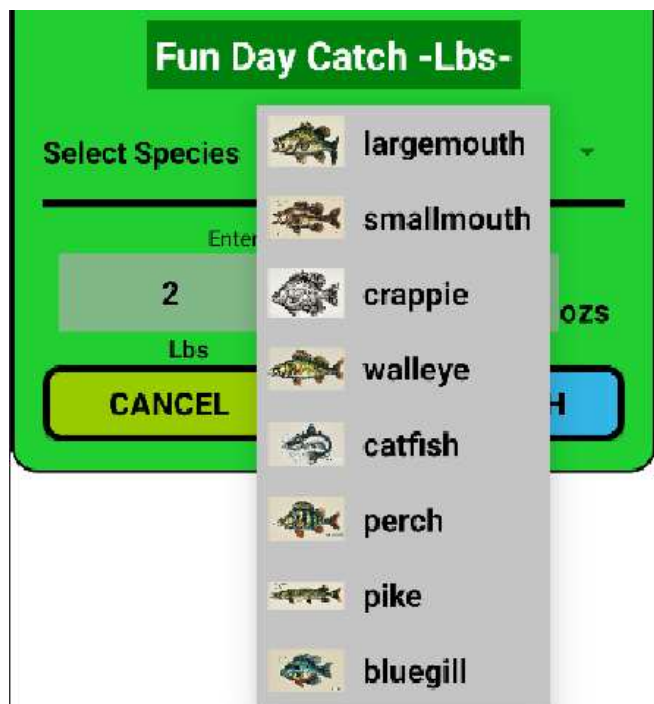 Fun Day Catch -Lbs-
Select Species
largemouth
smallmouth
Enter
2
crappie
ozs
Lbs
walleye
CANCEL
H
catfish
perch
pike
bluegill